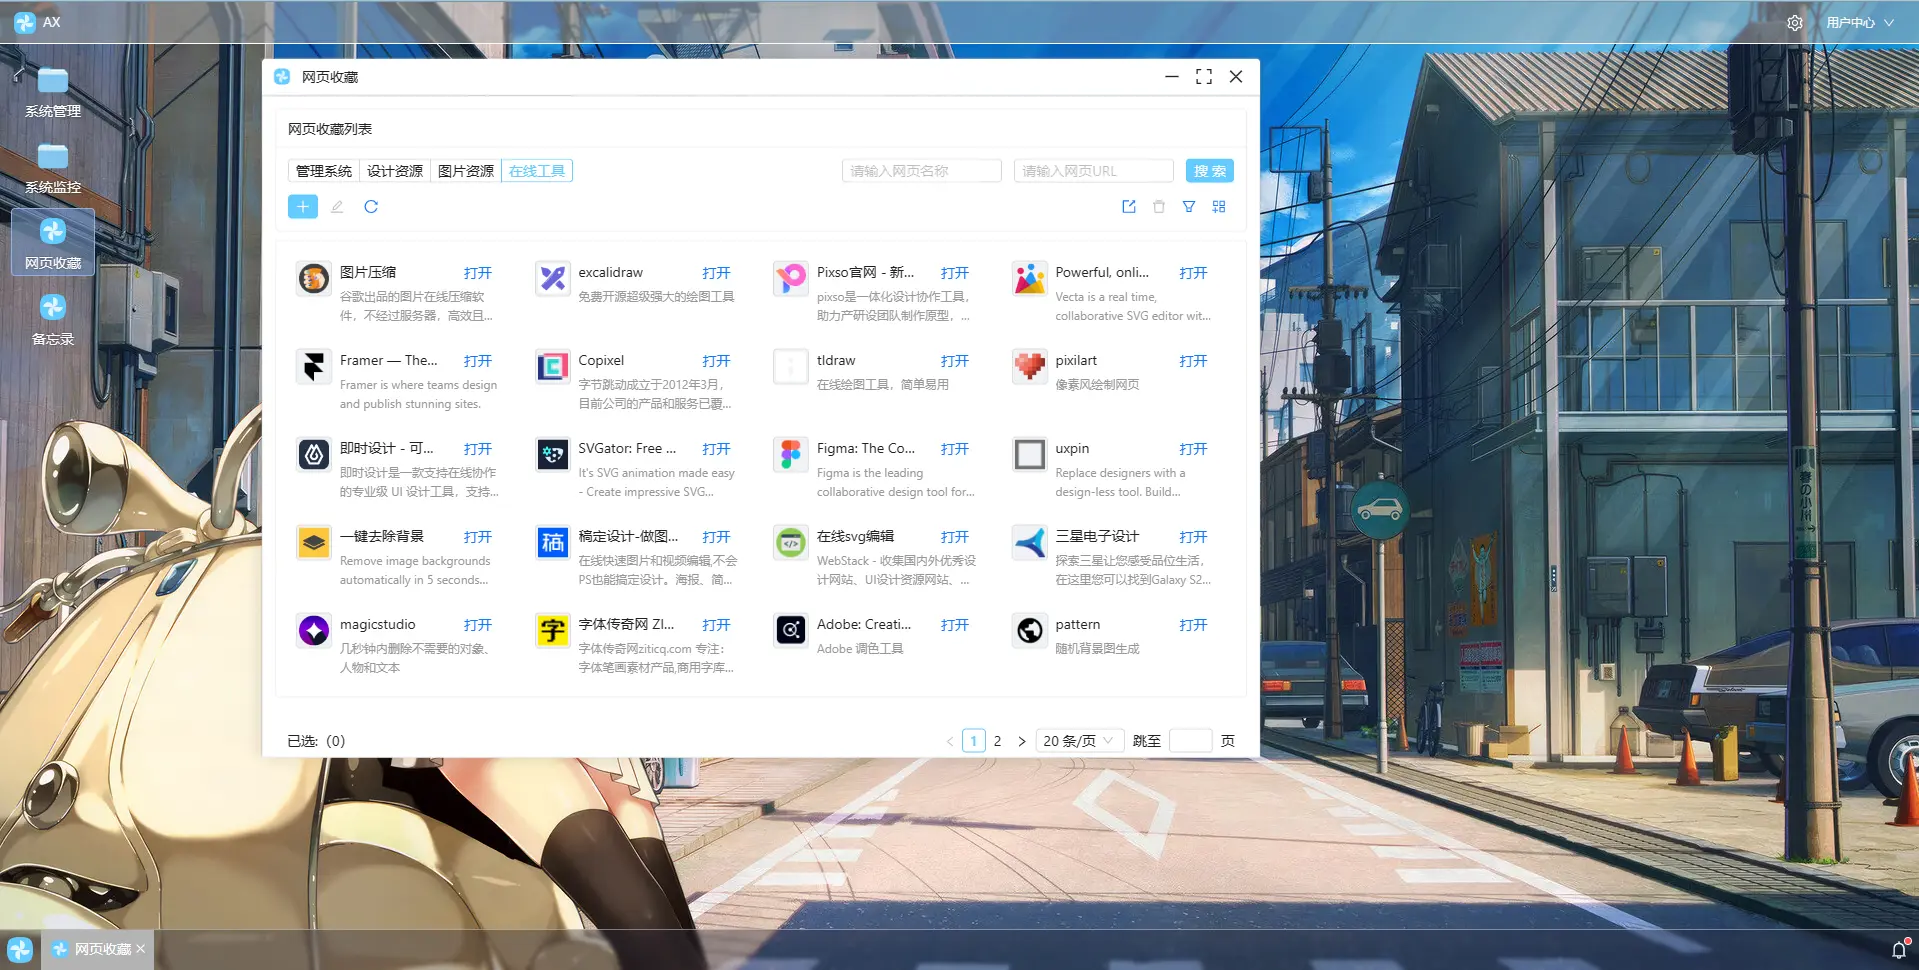 AX
用户中心
系统管理
系统监控
网页收藏
备忘录
网页收藏
网页收藏列表
管理系统 设计资源 图片资源 在线工具 请输入网页名称 请输入网页URL 搜 索
图片压缩 打开
谷歌出品的图片在线压缩软
件，不经过服务器，高效且...
excalidraw 打开
免费开源超级强大的绘图工具
Pixso官网 - 新... 打开
pixso是一体化设计协作工具，
助力产研设团队制作原型，...
Powerful, onli... 打开
Vecta is a real time,
collaborative SVG editor wit...
Framer — The... 打开
Framer is where teams design
and publish stunning sites.
Copixel 打开
字节跳动成立于2012年3月，
目前公司的产品和服务已覆...
tldraw 打开
在线绘图工具，简单易用
pixilart 打开
像素风绘制网页
即时设计 - 可... 打开
即时设计是一款支持在线协作
的专业级 UI 设计工具，支持...
SVGator: Free ... 打开
It's SVG animation made easy
- Create impressive SVG...
Figma: The Co... 打开
Figma is the leading
collaborative design tool for...
uxpin 打开
Replace designers with a
design-less tool. Build...
一键去除背景 打开
Remove image backgrounds
automatically in 5 seconds...
稿
稿定设计-做图... 打开
在线快速图片和视频编辑,不会
PS也能搞定设计。海报、简...
在线svg编辑 打开
WebStack - 收集国内外优秀设
计网站、UI设计资源网站、...
三星电子设计 打开
探索三星让您感受品位生活，
在这里您可以找到Galaxy S2...
magicstudio 打开
几秒钟内删除不需要的对象、
人物和文本
字
字体传奇网 ZI... 打开
字体传奇网ziticq.com 专注：
字体笔画素材产品,商用字库...
Adobe: Creati... 打开
Adobe 调色工具
pattern 打开
随机背景图生成
已选:（0）
1 2 20 条/页 跳至 页
网页收藏